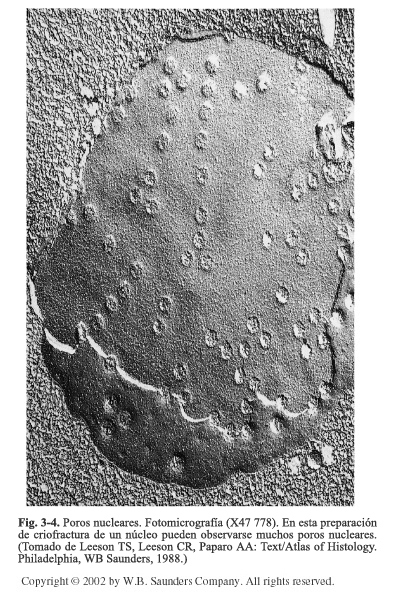 Fig. 3-4. Poros nucleares. Fotomicrografía (X47 778). En esta preparación
de criofractura de un núcleo pueden observarse muchos poros nucleares.
(Tomado de Leeson TS, Leeson CR, Paparo AA: Text/Atlas of Histology.
Philadelphia, WB Saunders, 1988.)
Copyright © 2002 by W.B. Saunders Company. All rights reserved.